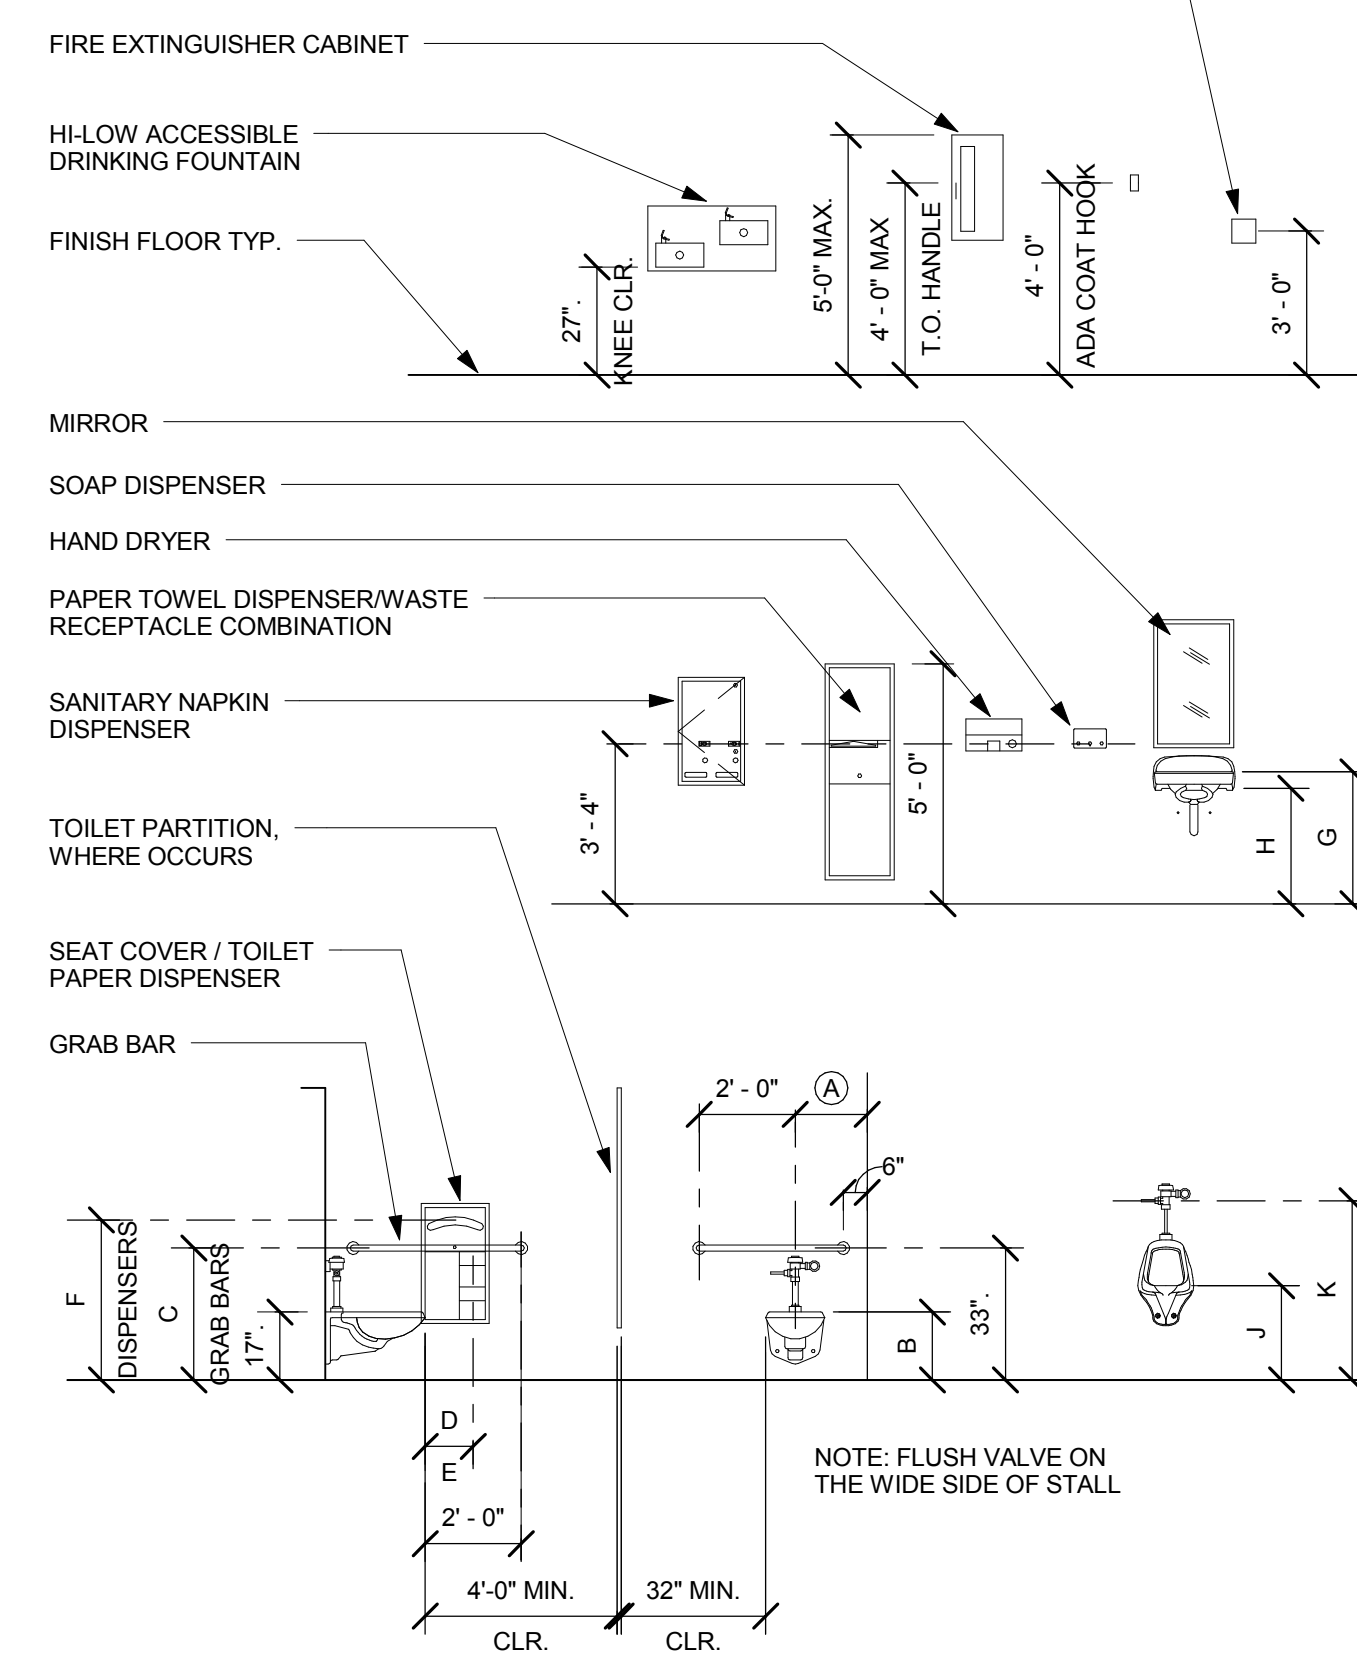 FIRE EXTINGUISHER CABINET
HI-LOW ACCESSIBLE
DRINKING FOUNTAIN
FINISH FLOOR TYP.
27".
KNEE CLR.
5'-0" MAX.
4' - 0" MAX
T.O. HANDLE
4' - 0"
ADA COAT HOOK
3' - 0"
MIRROR
SOAP DISPENSER
HAND DRYER
PAPER TOWEL DISPENSER/WASTE
RECEPTACLE COMBINATION
SANITARY NAPKIN
DISPENSER
3' - 4"
5' - 0"
H
G
TOILET PARTITION,
WHERE OCCURS
SEAT COVER / TOILET
PAPER DISPENSER
GRAB BAR
2' - 0"
A
6"
F
DISPENSERS
C
GRAB BARS
17".
B
33".
J
K
D
E
2' - 0"
4'-0" MIN.
CLR.
32" MIN.
CLR.
NOTE: FLUSH VALVE ON
THE WIDE SIDE OF STALL